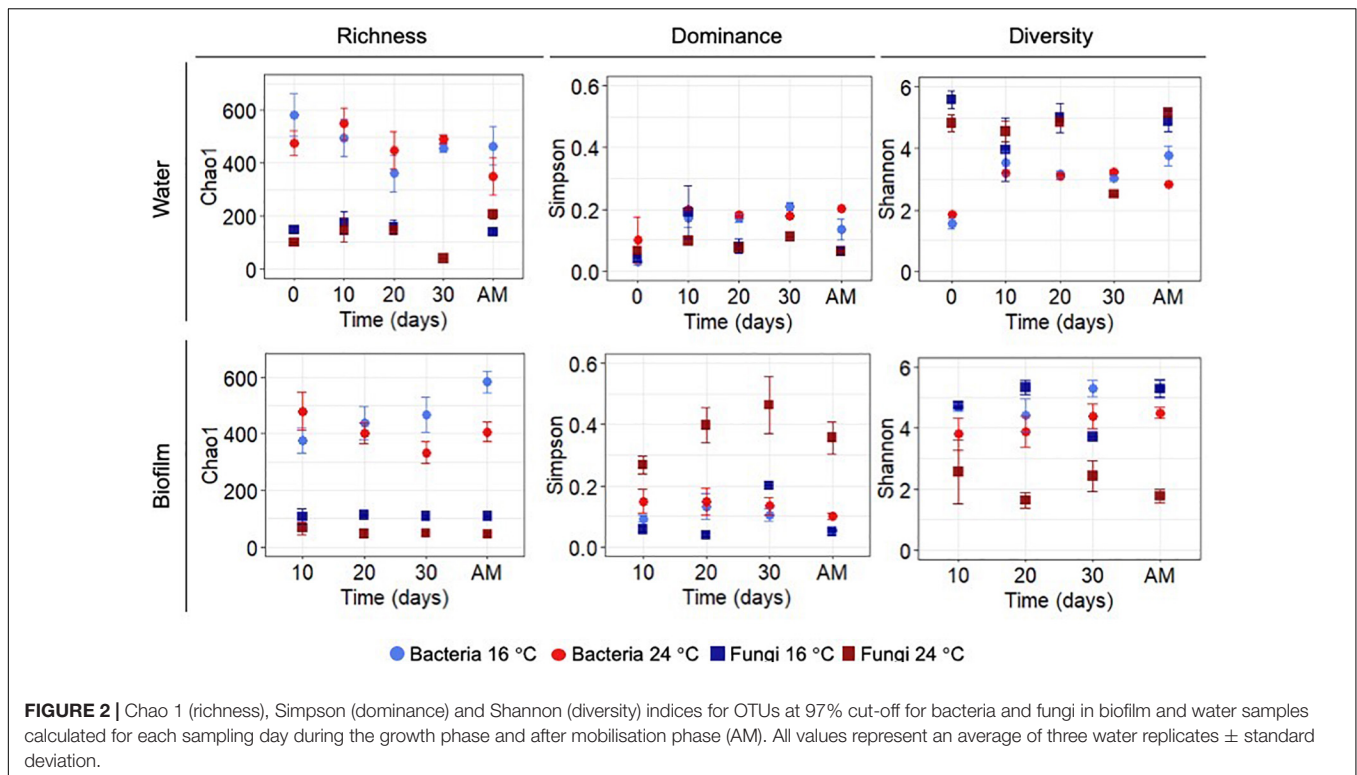 Richness Dominance Diversity
Water
Chao1
600
400
200
0
0 10 20 30 AM
Time (days)
Simpson
0.6
0.4
0.2
0.0
0 10 20 30 AM
Time (days)
Shannon
6
4
2
0
0 10 20 30 AM
Time (days)
Biofilm
Chao1
600
400
200
0
10 20 30 AM
Time (days)
Simpson
0.6
0.4
0.2
0.0
10 20 30 AM
Time (days)
Shannon
6
4
2
0
10 20 30 AM
Time (days)
Bacteria 16 °C Bacteria 24 °C Fungi 16 °C Fungi 24 °C
FIGURE 2 | Chao 1 (richness), Simpson (dominance) and Shannon (diversity) indices for OTUs at 97% cut-off for bacteria and fungi in biofilm and water samples
calculated for each sampling day during the growth phase and after mobilisation phase (AM). All values represent an average of three water replicates ± standard
deviation.